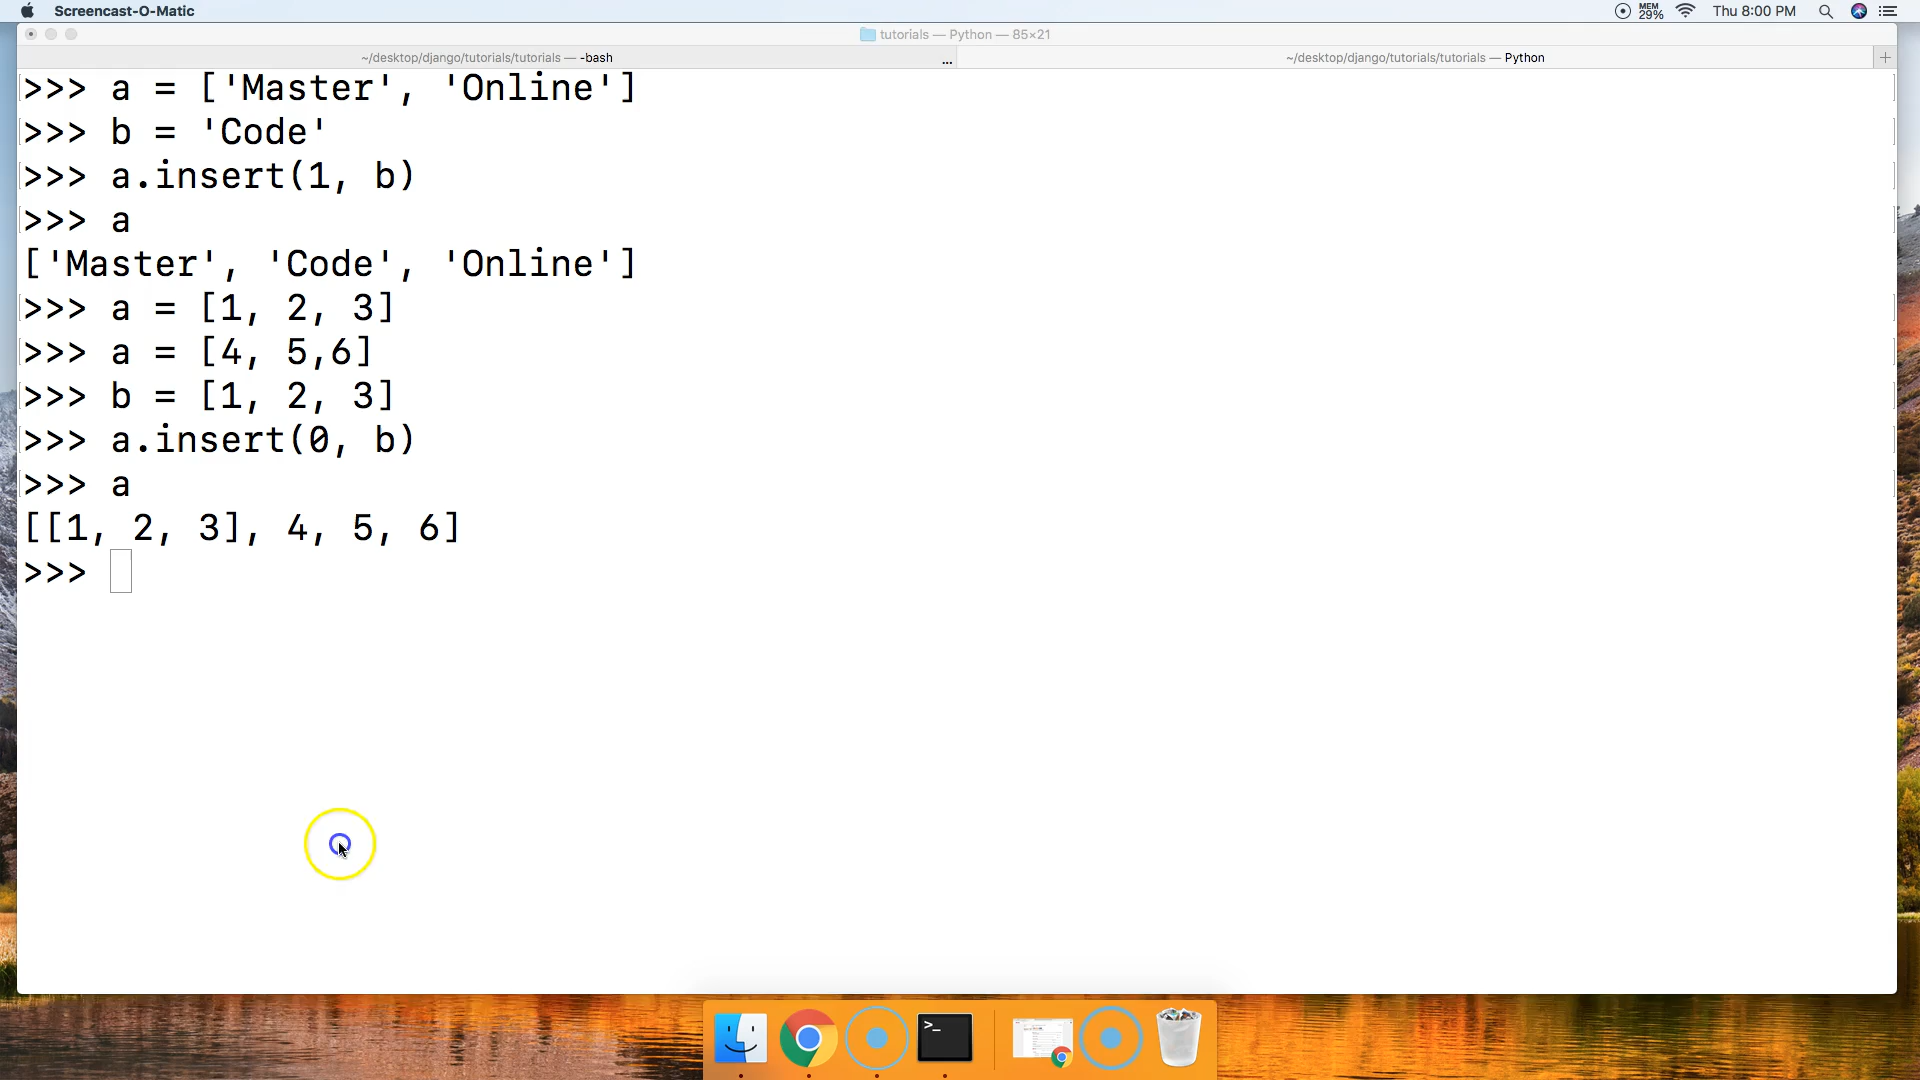 Screencast-O-Matic
MEM 29% Thu 8:00 PM
tutorials — Python — 85×21
~/desktop/django/tutorials/tutorials — -bash ... ~/desktop/django/tutorials/tutorials — Python +
>>> a = ['Master', 'Online']
>>> b = 'Code'
>>> a.insert(1, b)
>>> a
['Master', 'Code', 'Online']
>>> a = [1, 2, 3]
>>> a = [4, 5,6]
>>> b = [1, 2, 3]
>>> a.insert(0, b)
>>> a
[[1, 2, 3], 4, 5, 6]
>>>
>_